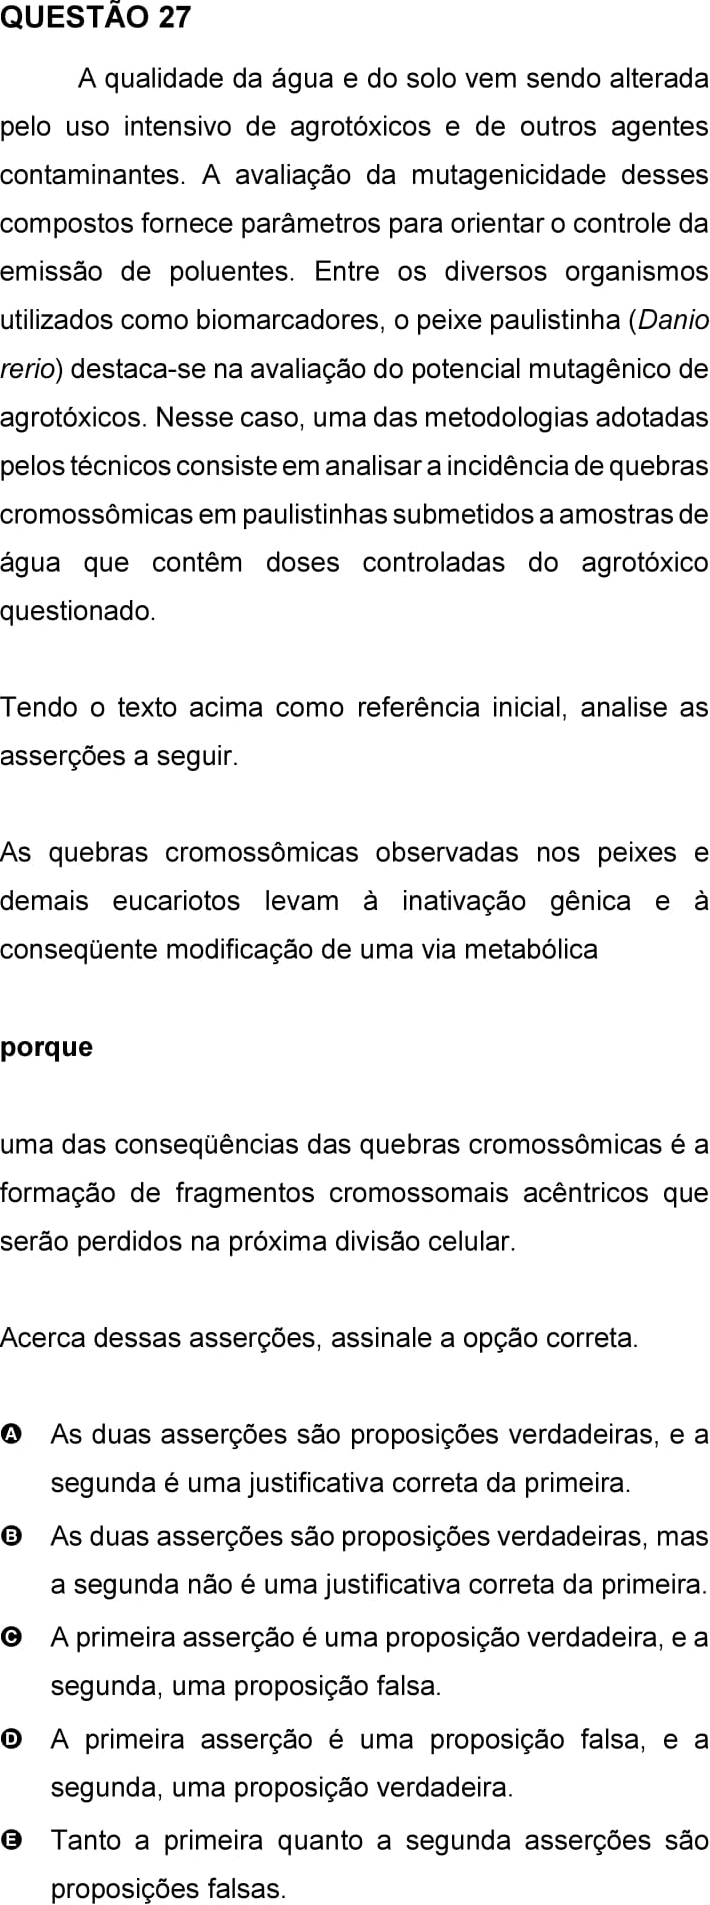 QUESTÃO 27
A qualidade da água e do solo vem sendo alterada
pelo uso intensivo de agrotóxicos e de outros agentes
contaminantes. A avaliação da mutagenicidade desses
compostos fornece parâmetros para orientar o controle da
emissão de poluentes. Entre os diversos organismos
utilizados como biomarcadores, o peixe paulistinha (Danio
rerio) destaca-se na avaliação do potencial mutagênico de
agrotóxicos. Nesse caso, uma das metodologias adotadas
pelos técnicos consiste em analisar a incidência de quebras
cromossômicas em paulistinhas submetidos a amostras de
água que contêm doses controladas do agrotóxico
questionado.
Tendo o texto acima como referência inicial, analise as
asserções a seguir.
As quebras cromossômicas observadas nos peixes e
demais eucariotos levam à inativação gênica e à
conseqüente modificação de uma via metabólica
porque
uma das conseqüências das quebras cromossômicas é a
formação de fragmentos cromossomais acêntricos que
serão perdidos na próxima divisão celular.
Acerca dessas asserções, assinale a opção correta.
A As duas asserções são proposições verdadeiras, e a
segunda é uma justificativa correta da primeira.
B As duas asserções são proposições verdadeiras, mas
a segunda não é uma justificativa correta da primeira.
C A primeira asserção é uma proposição verdadeira, e a
segunda, uma proposição falsa.
D A primeira asserção é uma proposição falsa, e a
segunda, uma proposição verdadeira.
E Tanto a primeira quanto a segunda asserções são
proposições falsas.